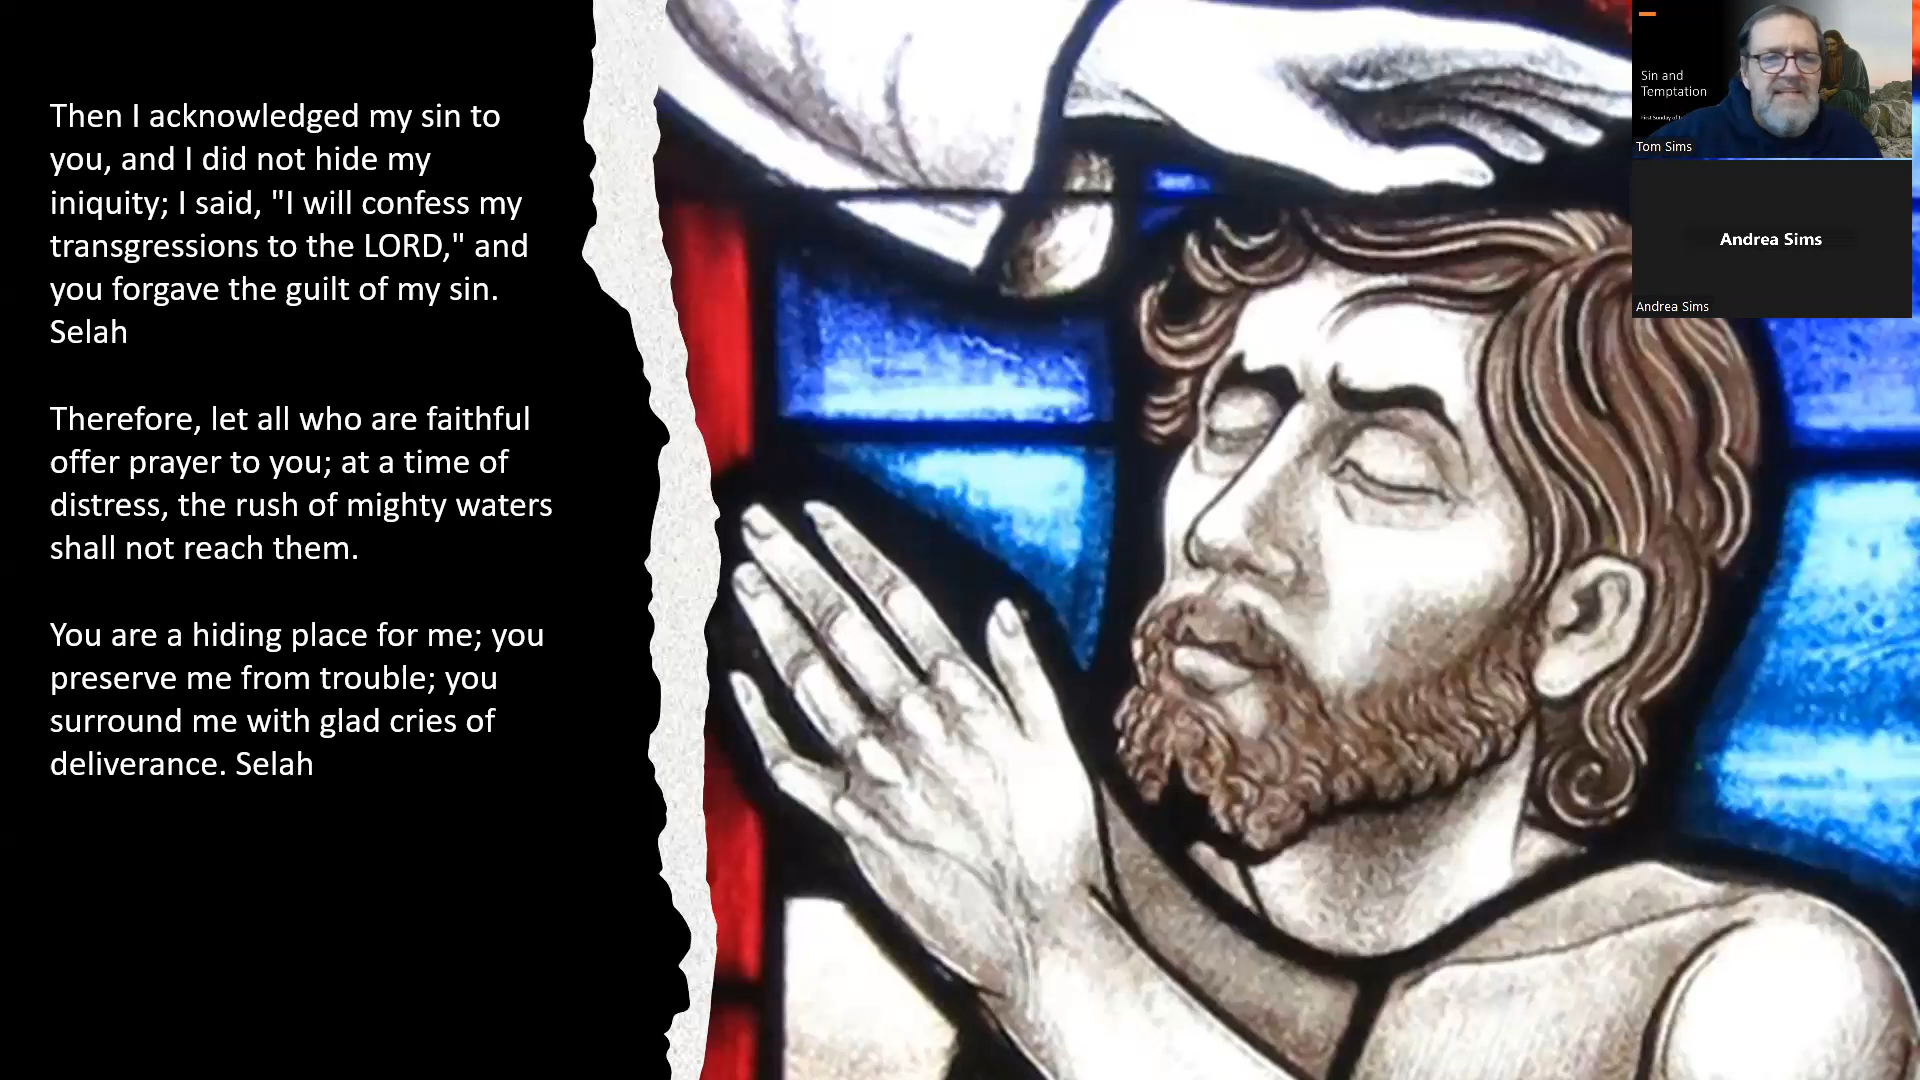 Then I acknowledged my sin to
you, and I did not hide my
iniquity; I said, "I will confess my
transgressions to the LORD," and
you forgave the guilt of my sin.
Selah
Therefore, let all who are faithful
offer prayer to you; at a time of
distress, the rush of mighty waters
shall not reach them.
You are a hiding place for me; you
preserve me from trouble; you
surround me with glad cries of
deliverance. Selah
Sin and
Temptation
First Sunday of
Tom Sims
Andrea Sims
Andrea Sims